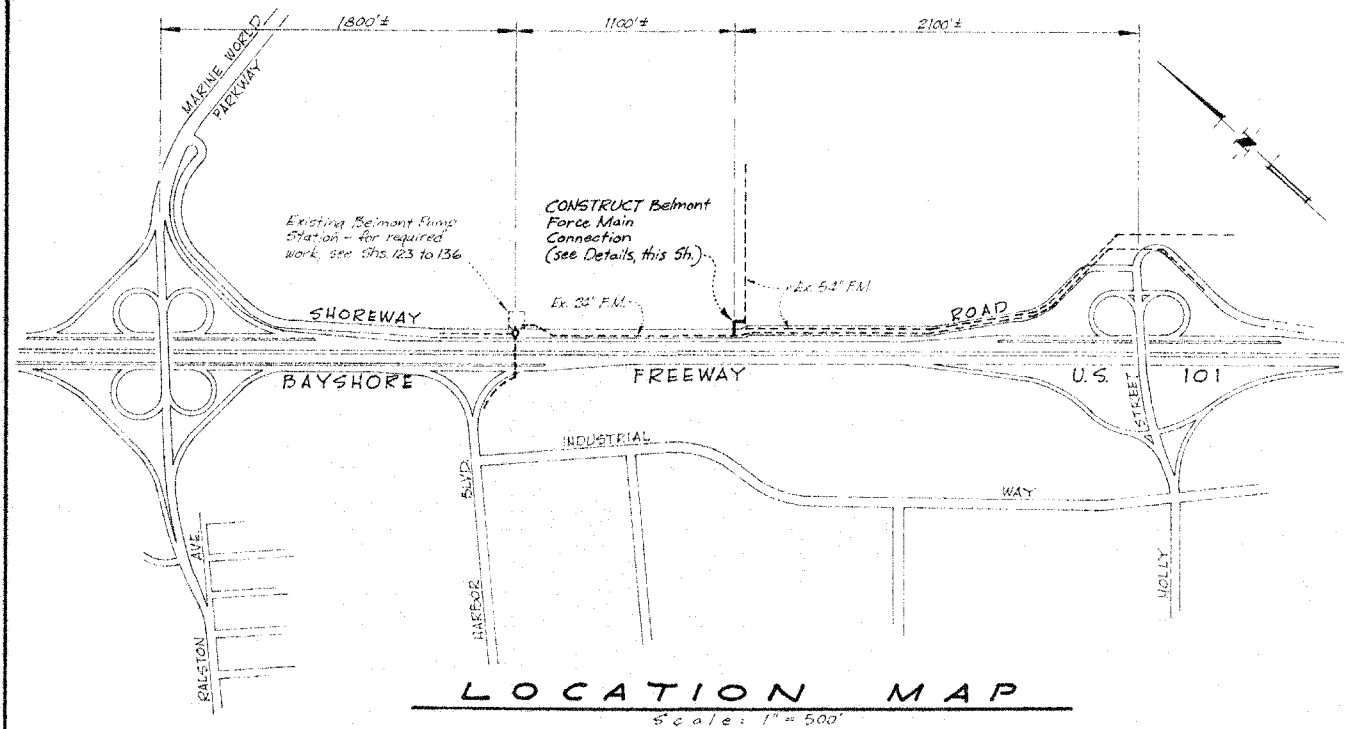 1800'±
1100'±
2100'±
MARINE WORLD
PARKWAY
N
Existing Belmont Pump
Station - for required
work, see Shs. 123 to 136
CONSTRUCT Belmont
Force Main
Connection
(see Details, this Sh.)
Ex. 24" F.M.
Ex. 54" F.M.
SHOREWAY
ROAD
BAYSHORE
FREEWAY
U.S.
101
STREET
INDUSTRIAL
WAY
BLVD.
HARBOR
AVE.
RALSTON
HOLLY
LOCATION MAP
Scale: 1" = 500'